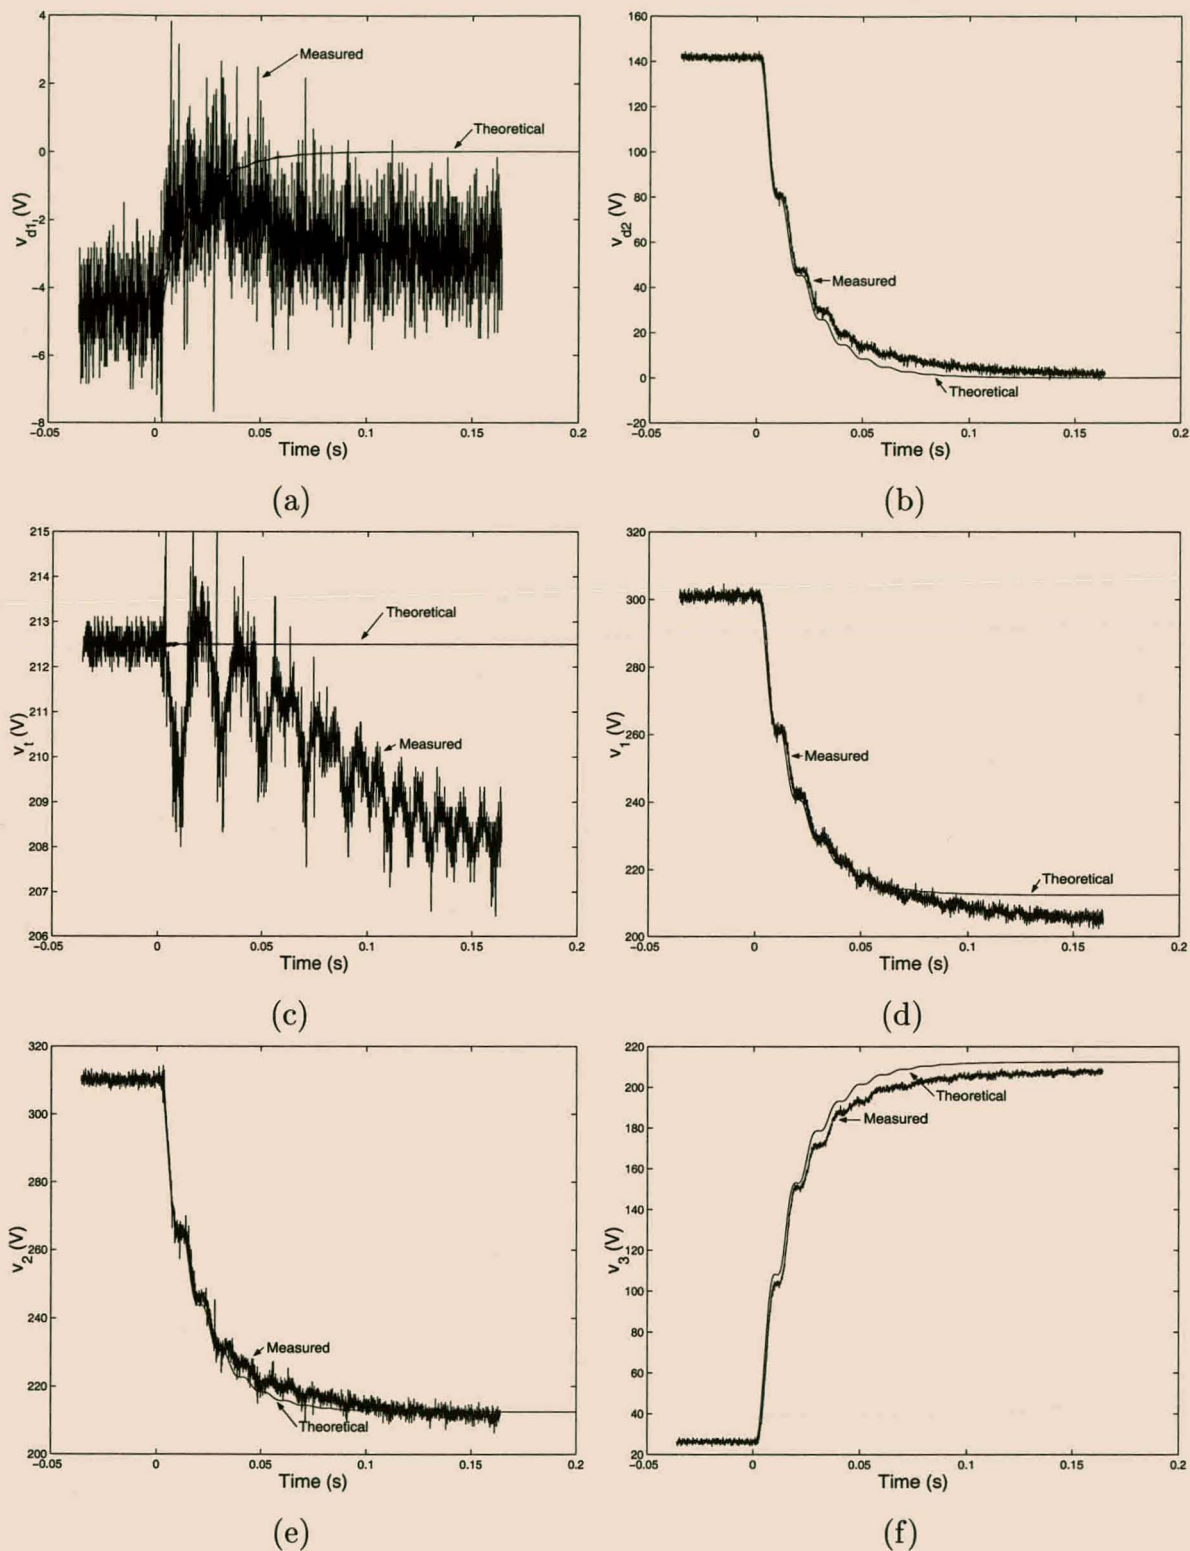 4
2
0
−2
−4
−6
−8
v_d1, (V)
Measured
Theoretical
−0.05
0
0.05
0.1
0.15
0.2
Time (s)
(a)
160
140
120
100
80
60
40
20
0
−20
v_d2 (V)
Measured
Theoretical
−0.05
0
0.05
0.1
0.15
0.2
Time (s)
(b)
215
214
213
212
211
210
209
208
207
206
v_t (V)
Theoretical
Measured
−0.05
0
0.05
0.1
0.15
0.2
Time (s)
(c)
320
300
280
260
240
220
200
v_1 (V)
Measured
Theoretical
−0.05
0
0.05
0.1
0.15
0.2
Time (s)
(d)
320
300
280
260
240
220
200
v_2 (V)
Measured
Theoretical
−0.05
0
0.05
0.1
0.15
0.2
Time (s)
(e)
220
200
180
160
140
120
100
80
60
40
20
v_3 (V)
Theoretical
Measured
−0.05
0
0.05
0.1
0.15
0.2
Time (s)
(f)